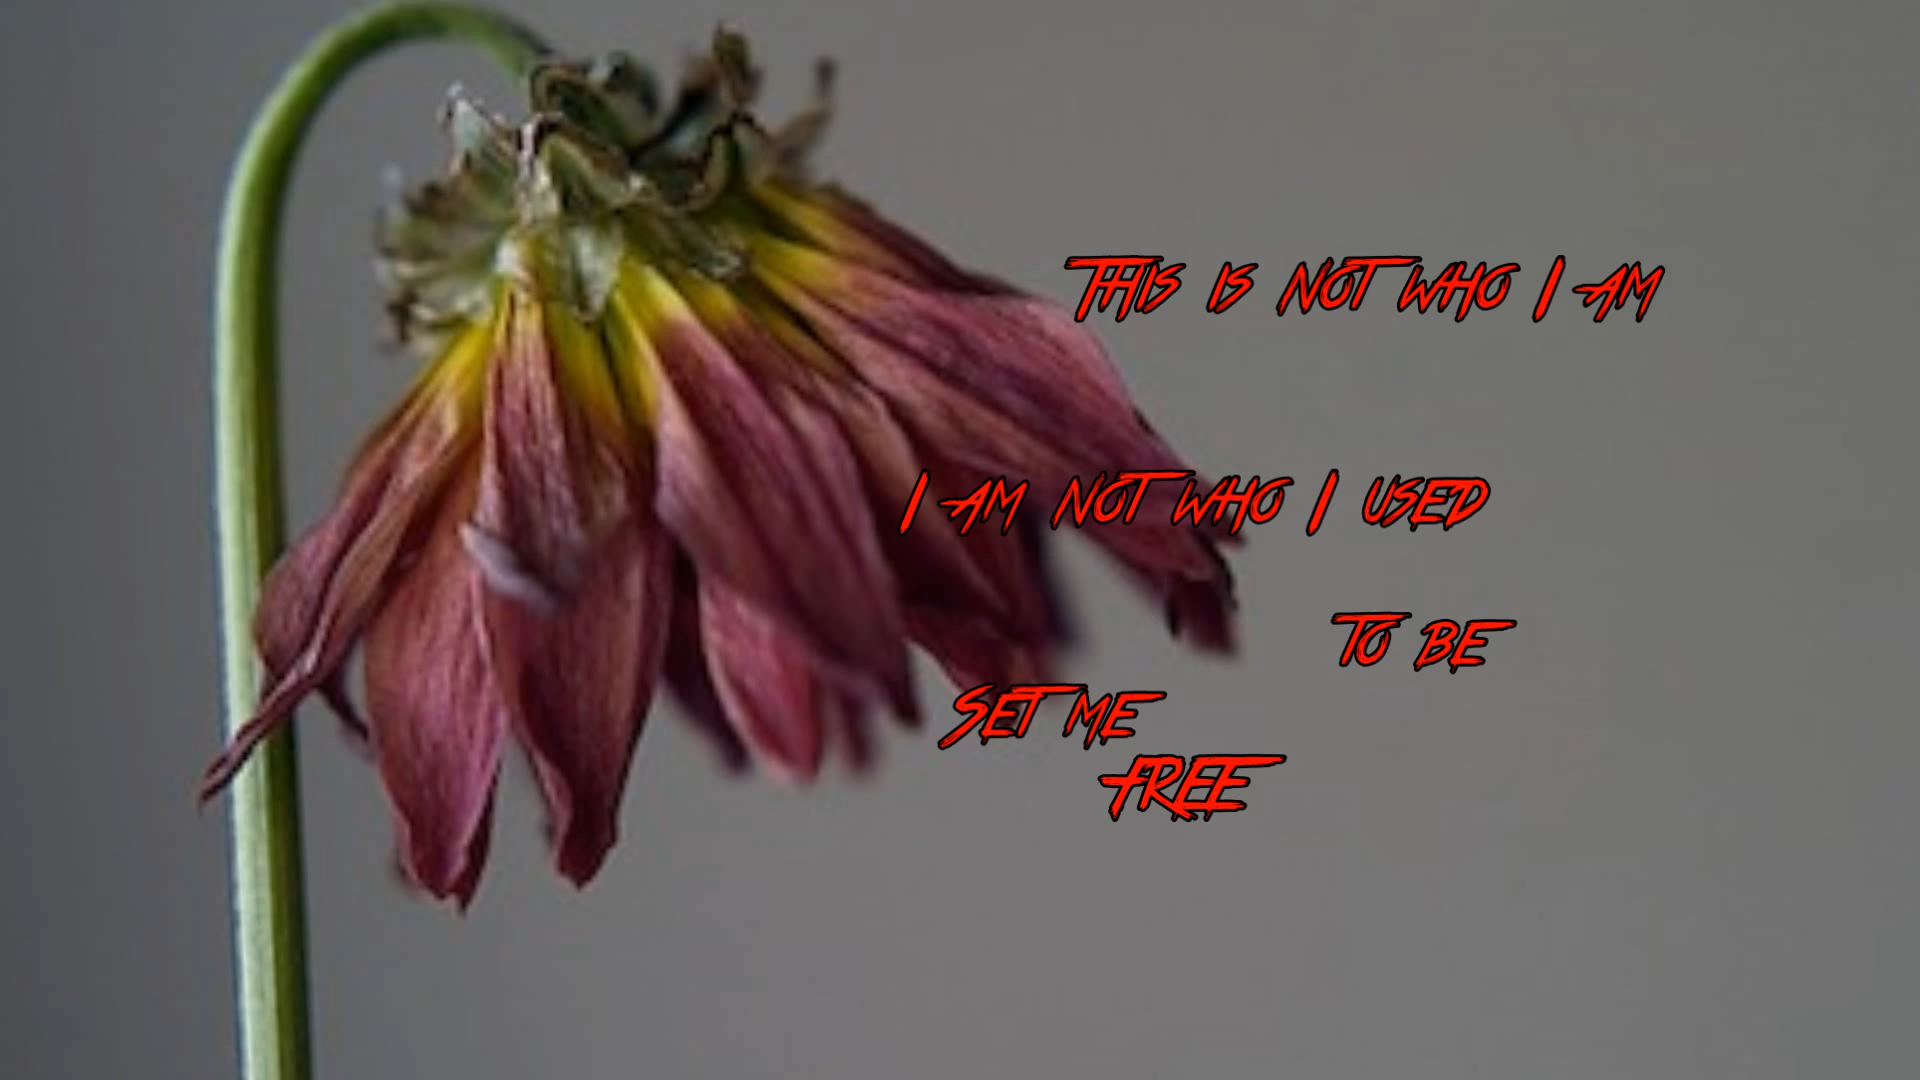 THIS IS NOT WHO I AM
I AM NOT WHO I USED
TO BE
SET ME
FREE